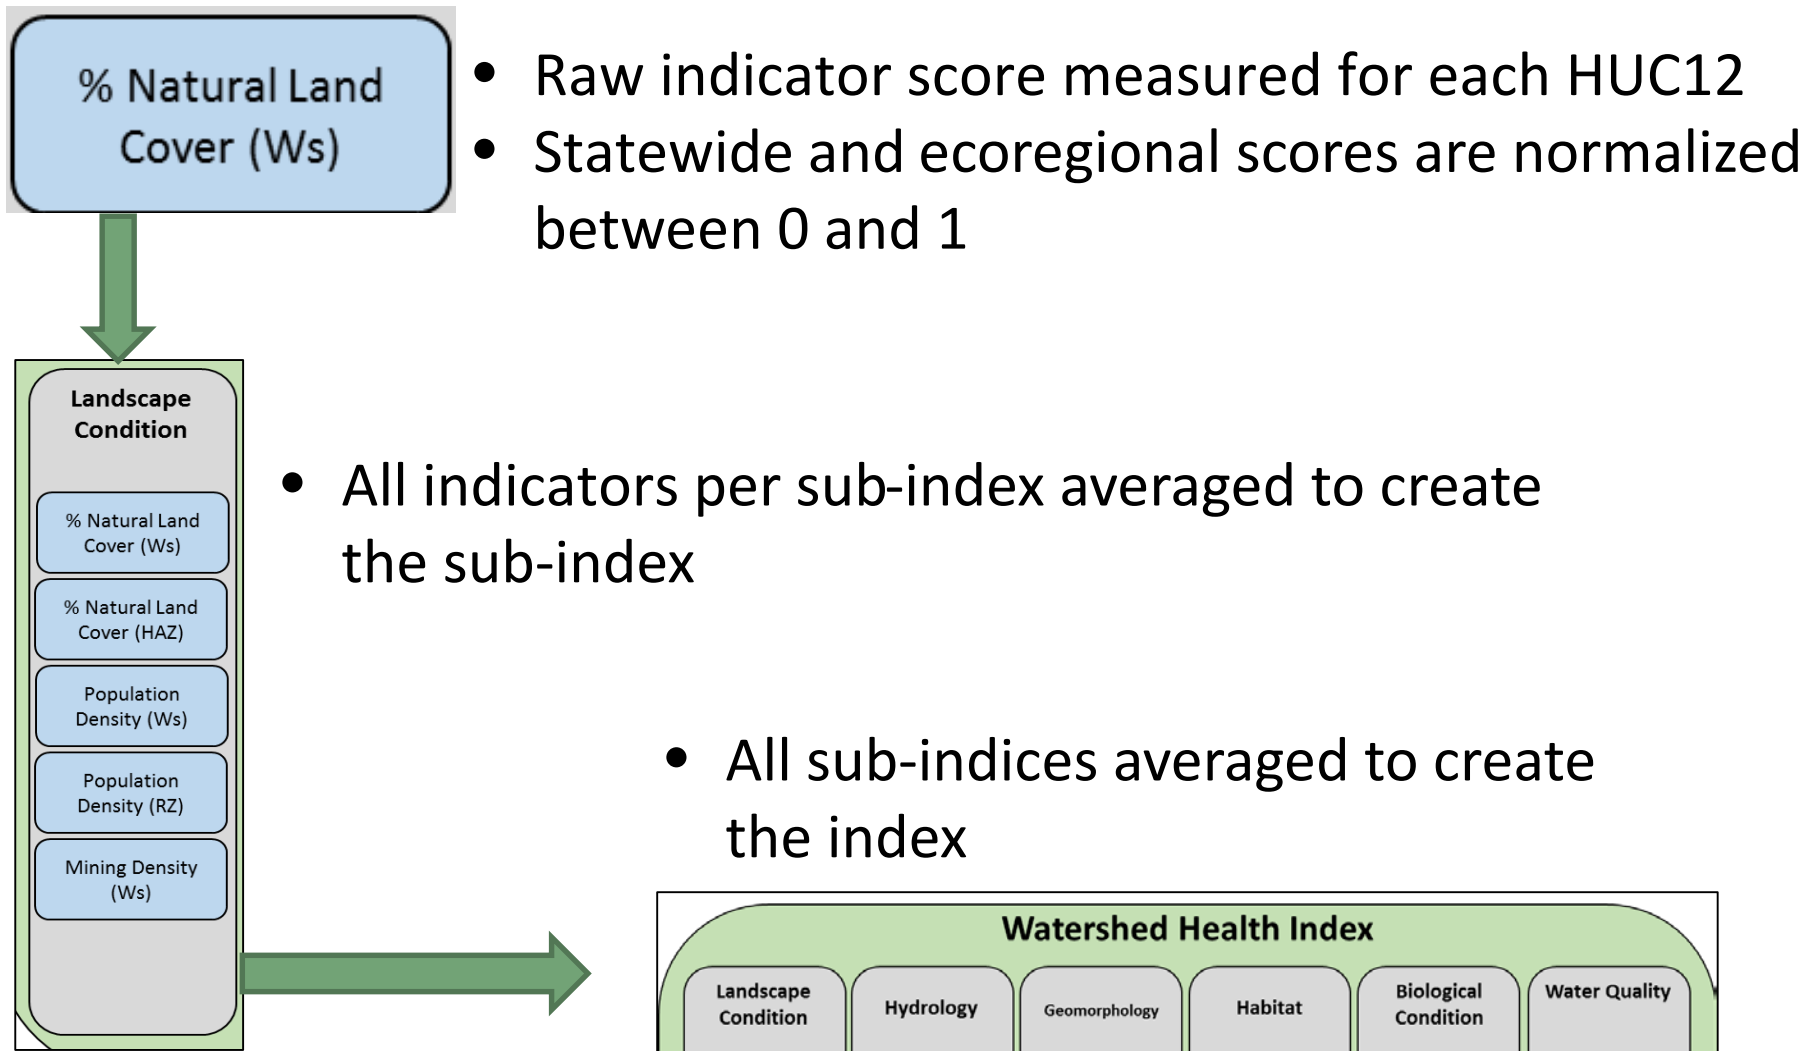 % Natural Land
Cover (Ws)
• Raw indicator score measured for each HUC12
• Statewide and ecoregional scores are normalized
between 0 and 1
Landscape
Condition
% Natural Land
Cover (Ws)
% Natural Land
Cover (HAZ)
Population
Density (Ws)
Population
Density (RZ)
Mining Density
(Ws)
• All indicators per sub-index averaged to create
the sub-index
• All sub-indices averaged to create
the index
Watershed Health Index
Landscape
Condition
Hydrology
Geomorphology
Habitat
Biological
Condition
Water Quality